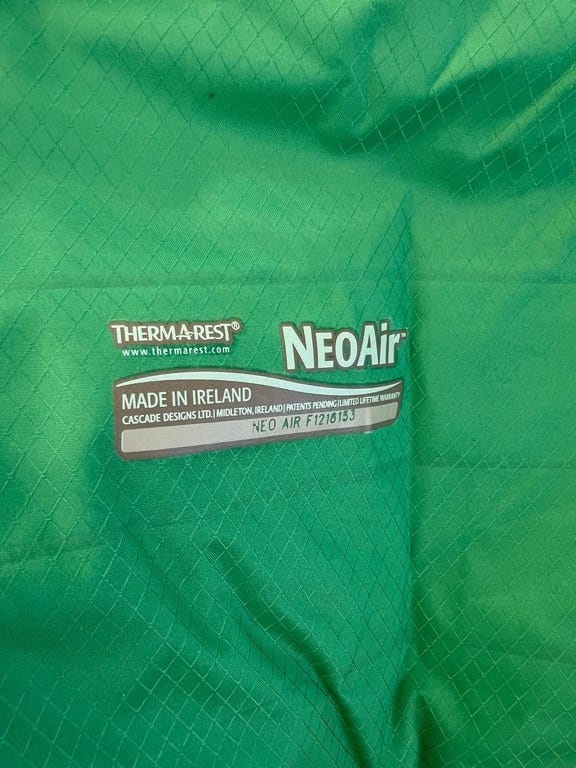 THERM-A-REST®
www.thermarest.com
NEOAIR™
MADE IN IRELAND
CASCADE DESIGNS LTD. | MIDLETON, IRELAND | PATENTS PENDING | LIMITED LIFETIME WARRANTY
NEO AIR F1216153